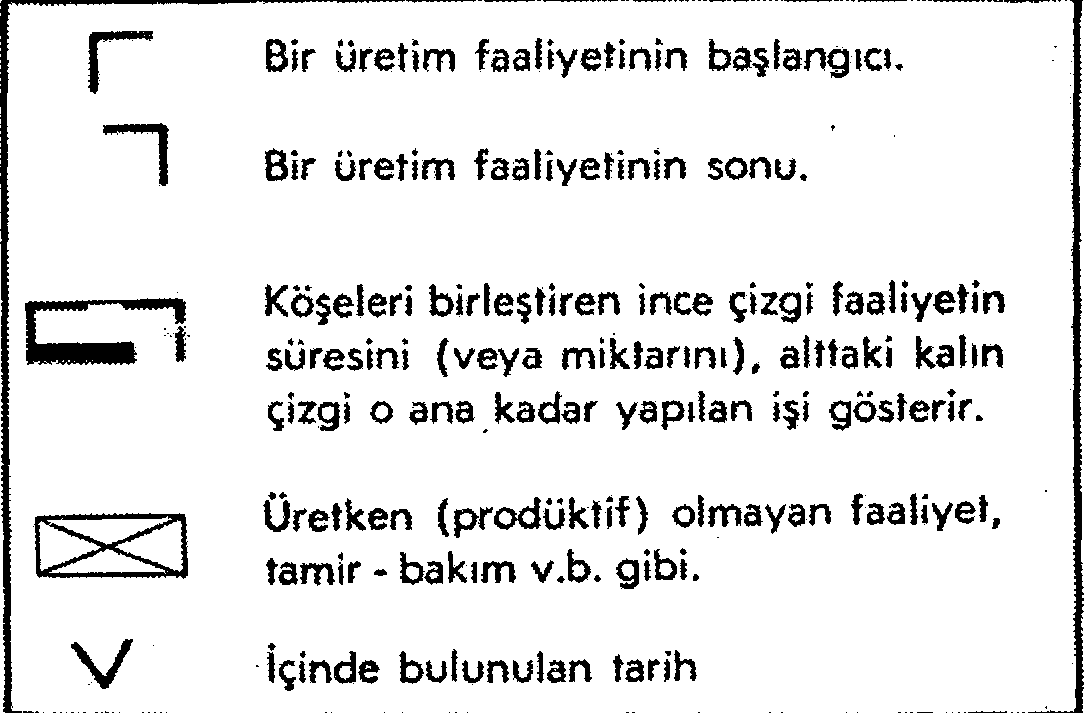 Bir üretim faaliyetinin başlangıcı.
Bir üretim faaliyetinin sonu.
Köşeleri birleştiren ince çizgi faaliyetin
süresini (veya miktarını), alttaki kalın
çizgi o ana kadar yapılan işi gösterir.
Üretken (prodüktif) olmayan faaliyet,
tamir - bakım v.b. gibi.
İçinde bulunulan tarih